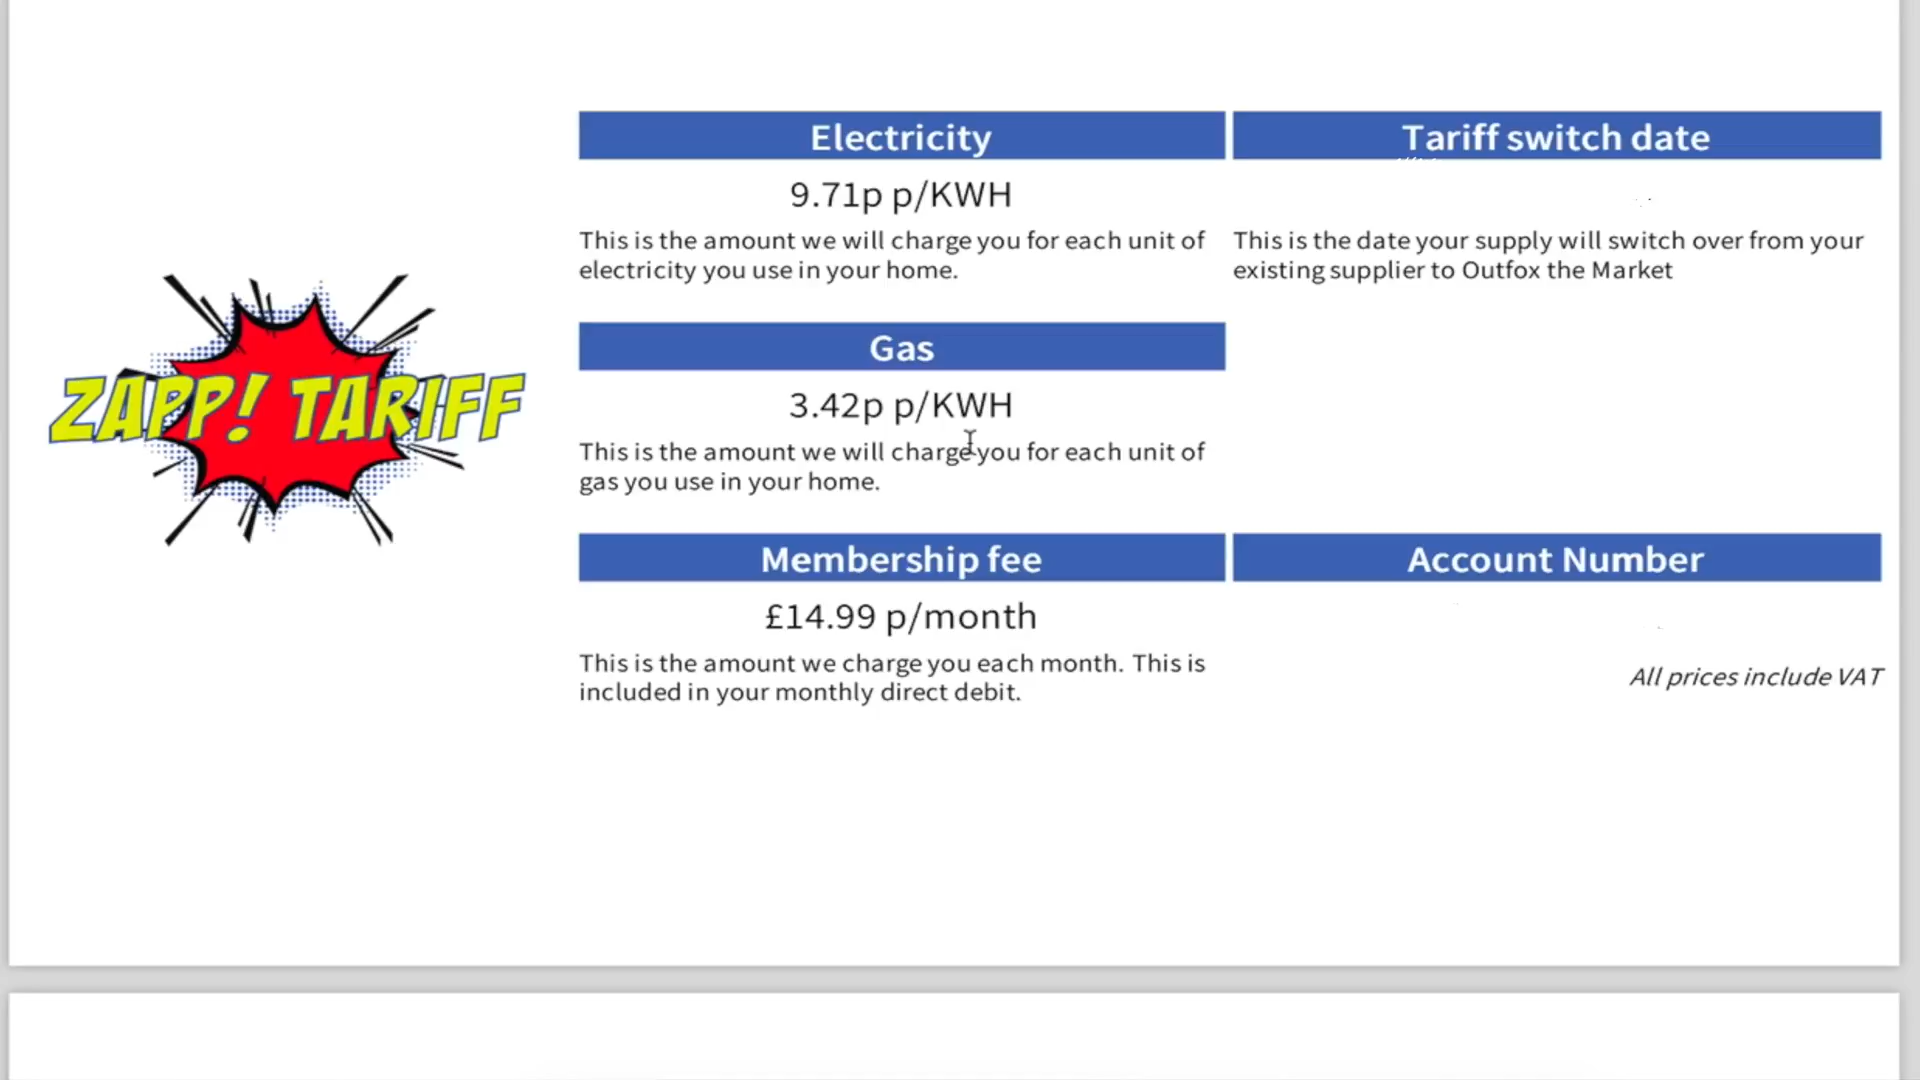 ZAPP! TARIFF
Electricity
9.71p p/KWH
This is the amount we will charge you for each unit of
electricity you use in your home.
Tariff switch date
This is the date your supply will switch over from your
existing supplier to Outfox the Market
Gas
3.42p p/KWH
This is the amount we will charge you for each unit of
gas you use in your home.
Membership fee
£14.99 p/month
This is the amount we charge you each month. This is
included in your monthly direct debit.
Account Number
All prices include VAT